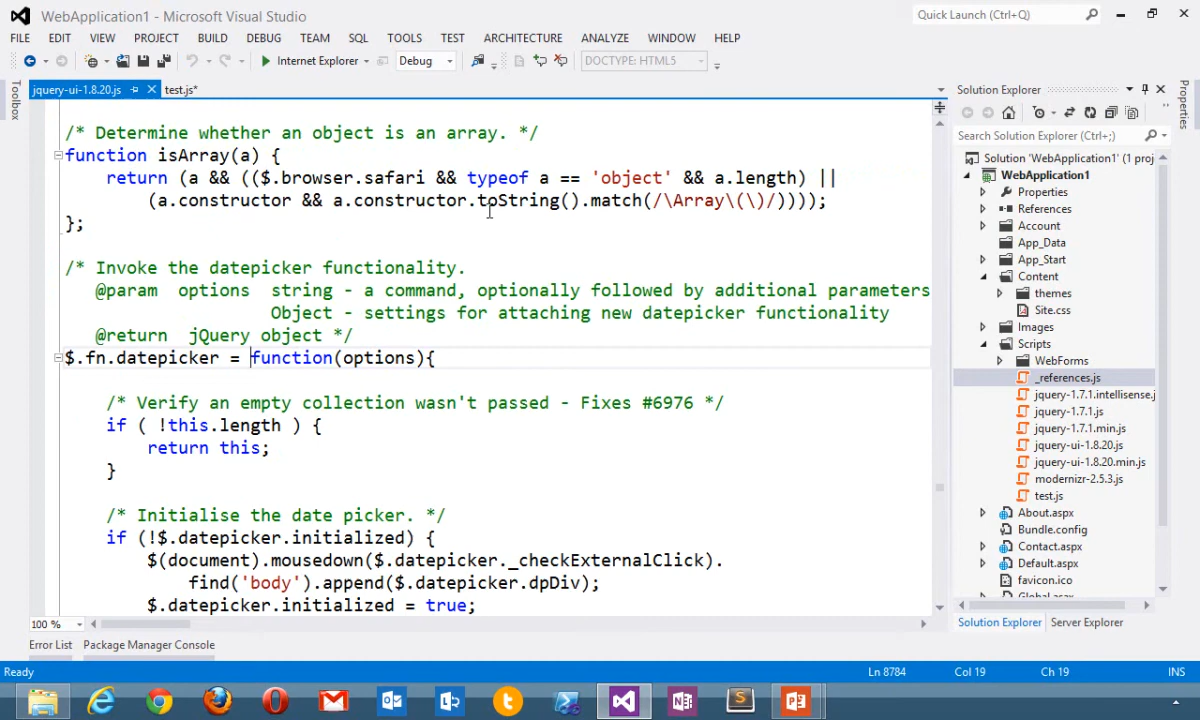 WebApplication1 - Microsoft Visual Studio
Quick Launch (Ctrl+Q)
FILE EDIT VIEW PROJECT BUILD DEBUG TEAM SQL TOOLS TEST ARCHITECTURE ANALYZE WINDOW HELP
Internet Explorer Debug DOCTYPE: HTML5
Toolbox
jquery-ui-1.8.20.js test.js*
/* Determine whether an object is an array. */
function isArray(a) {
return (a && (($.browser.safari && typeof a == 'object' && a.length) ||
(a.constructor && a.constructor.toString().match(/\Array\(\)/))));
};
/* Invoke the datepicker functionality.
@param options string - a command, optionally followed by additional parameters
Object - settings for attaching new datepicker functionality
@return jQuery object */
$.fn.datepicker = function(options){
/* Verify an empty collection wasn't passed - Fixes #6976 */
if ( !this.length ) {
return this;
}
/* Initialise the date picker. */
if (!$.datepicker.initialized) {
$(document).mousedown($.datepicker._checkExternalClick).
find('body').append($.datepicker.dpDiv);
$.datepicker.initialized = true;
100 %
Error List Package Manager Console
Solution Explorer
Search Solution Explorer (Ctrl+;)
Solution 'WebApplication1' (1 proj
WebApplication1
Properties
References
Account
App_Data
App_Start
Content
themes
Site.css
Images
Scripts
WebForms
_references.js
jquery-1.7.1.intellisense.j
jquery-1.7.1.js
jquery-1.7.1.min.js
jquery-ui-1.8.20.js
jquery-ui-1.8.20.min.js
modernizr-2.5.3.js
test.js
About.aspx
Bundle.config
Contact.aspx
Default.aspx
favicon.ico
Global.asax
Solution Explorer Server Explorer
Properties
Ready Ln 8784 Col 19 Ch 19 INS